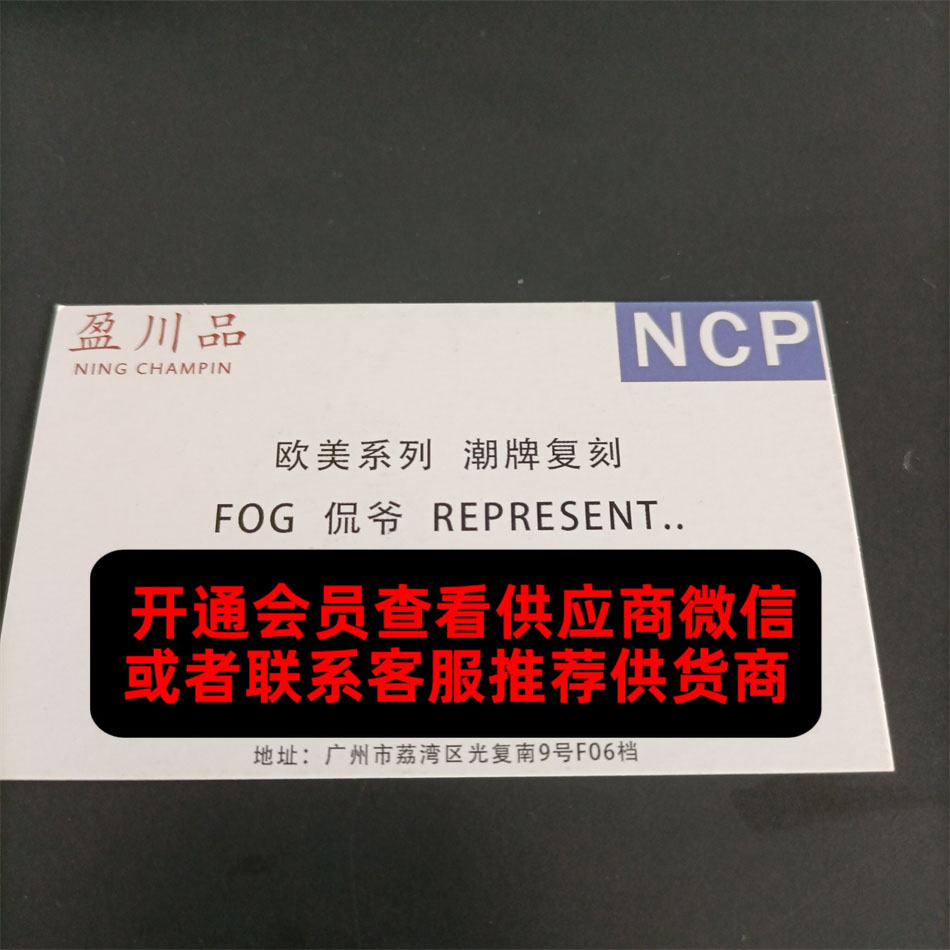 盈川品
NING CHAMPIN
NCP
欧美系列 潮牌复刻
FOG 侃爷 REPRESENT..
开通会员查看供应商微信
或者联系客服推荐供货商
地址：广州市荔湾区光复南9号F06档